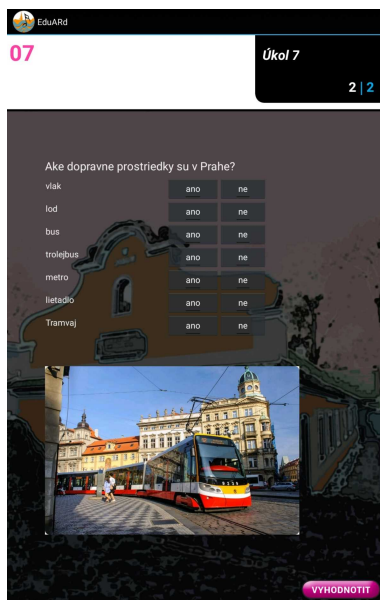 EduARd
07
Úkol 7
2 | 2
Ake dopravne prostriedky su v Prahe?
vlak ano ne
lod ano ne
bus ano ne
trolejbus ano ne
metro ano ne
lietadlo ano ne
Tramvaj ano ne
VYHODNOTIT